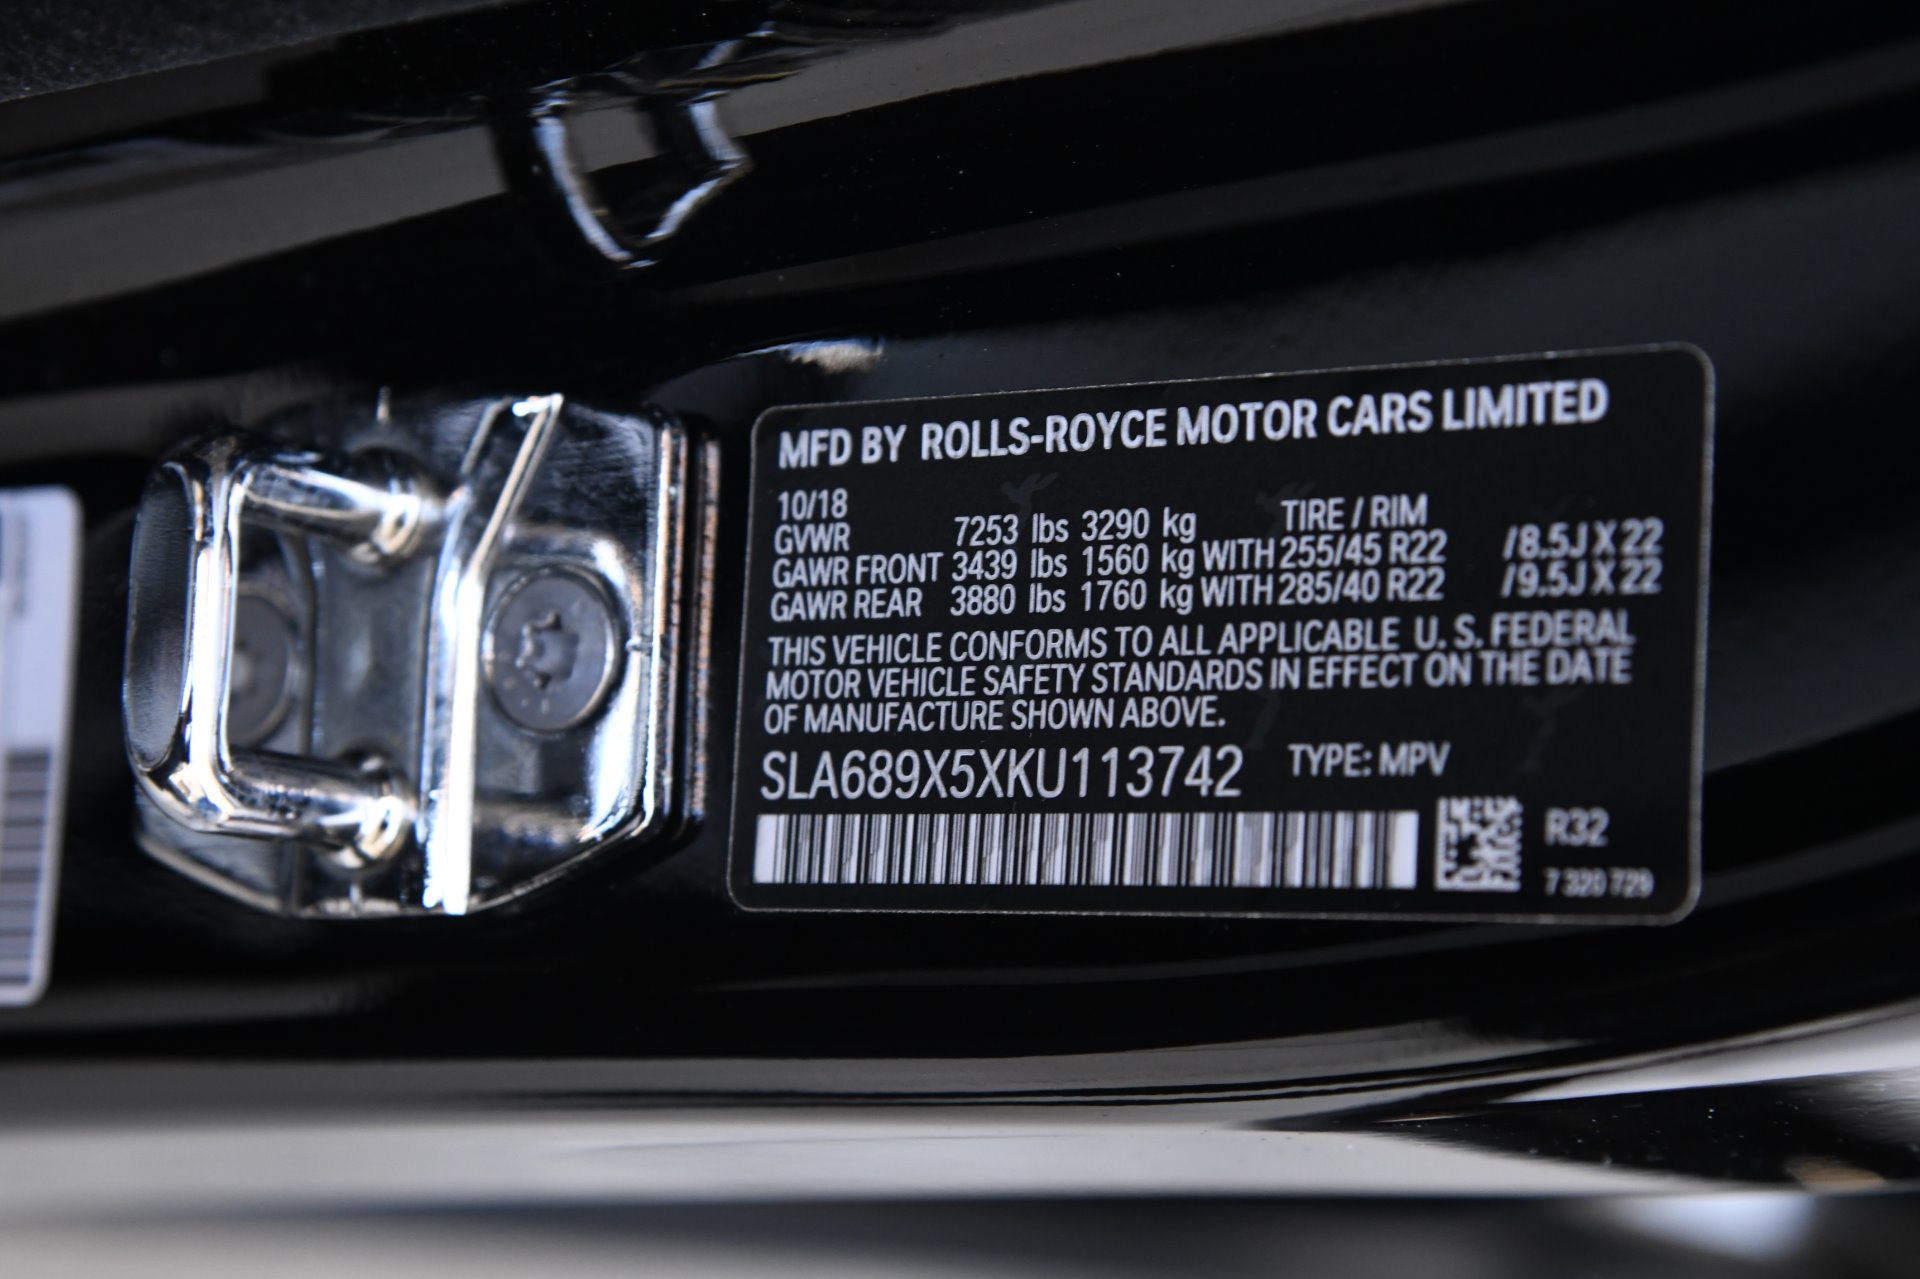 MFD BY ROLLS-ROYCE MOTOR CARS LIMITED
10/18 TIRE / RIM
GVWR 7253 lbs 3290 kg
GAWR FRONT 3439 lbs 1560 kg WITH 255/45 R22 /8.5J X 22
GAWR REAR 3880 lbs 1760 kg WITH 285/40 R22 /9.5J X 22
THIS VEHICLE CONFORMS TO ALL APPLICABLE U. S. FEDERAL
MOTOR VEHICLE SAFETY STANDARDS IN EFFECT ON THE DATE
OF MANUFACTURE SHOWN ABOVE.
SLA689X5XKU113742 TYPE: MPV
R32
7 320 729